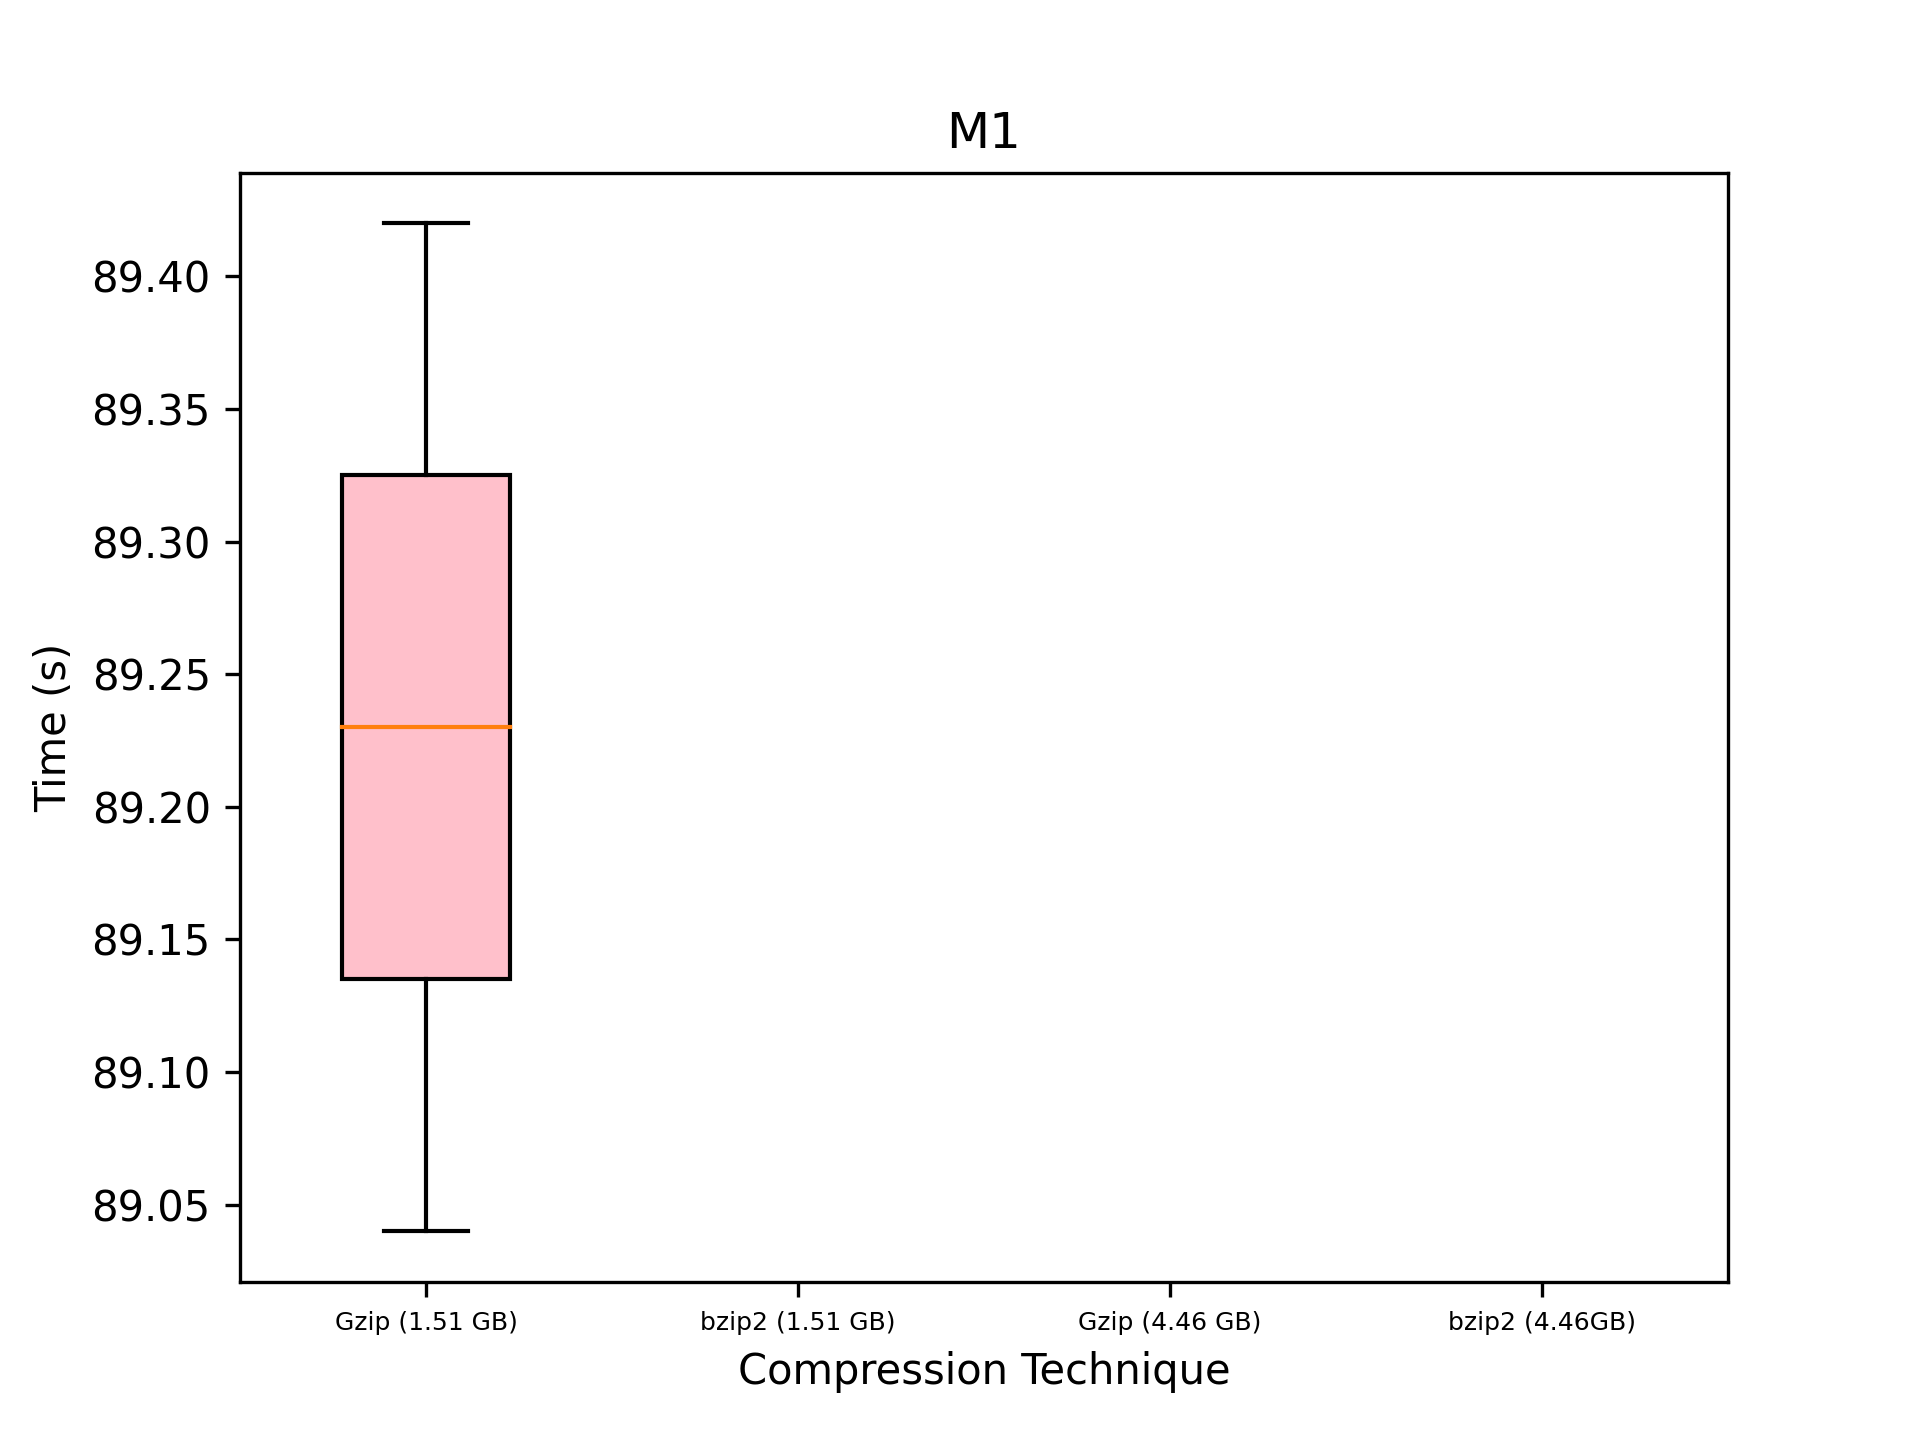 M1
89.40
89.35
89.30
89.25
89.20
89.15
89.10
89.05
Time (s)
Gzip (1.51 GB) bzip2 (1.51 GB) Gzip (4.46 GB) bzip2 (4.46GB)
Compression Technique